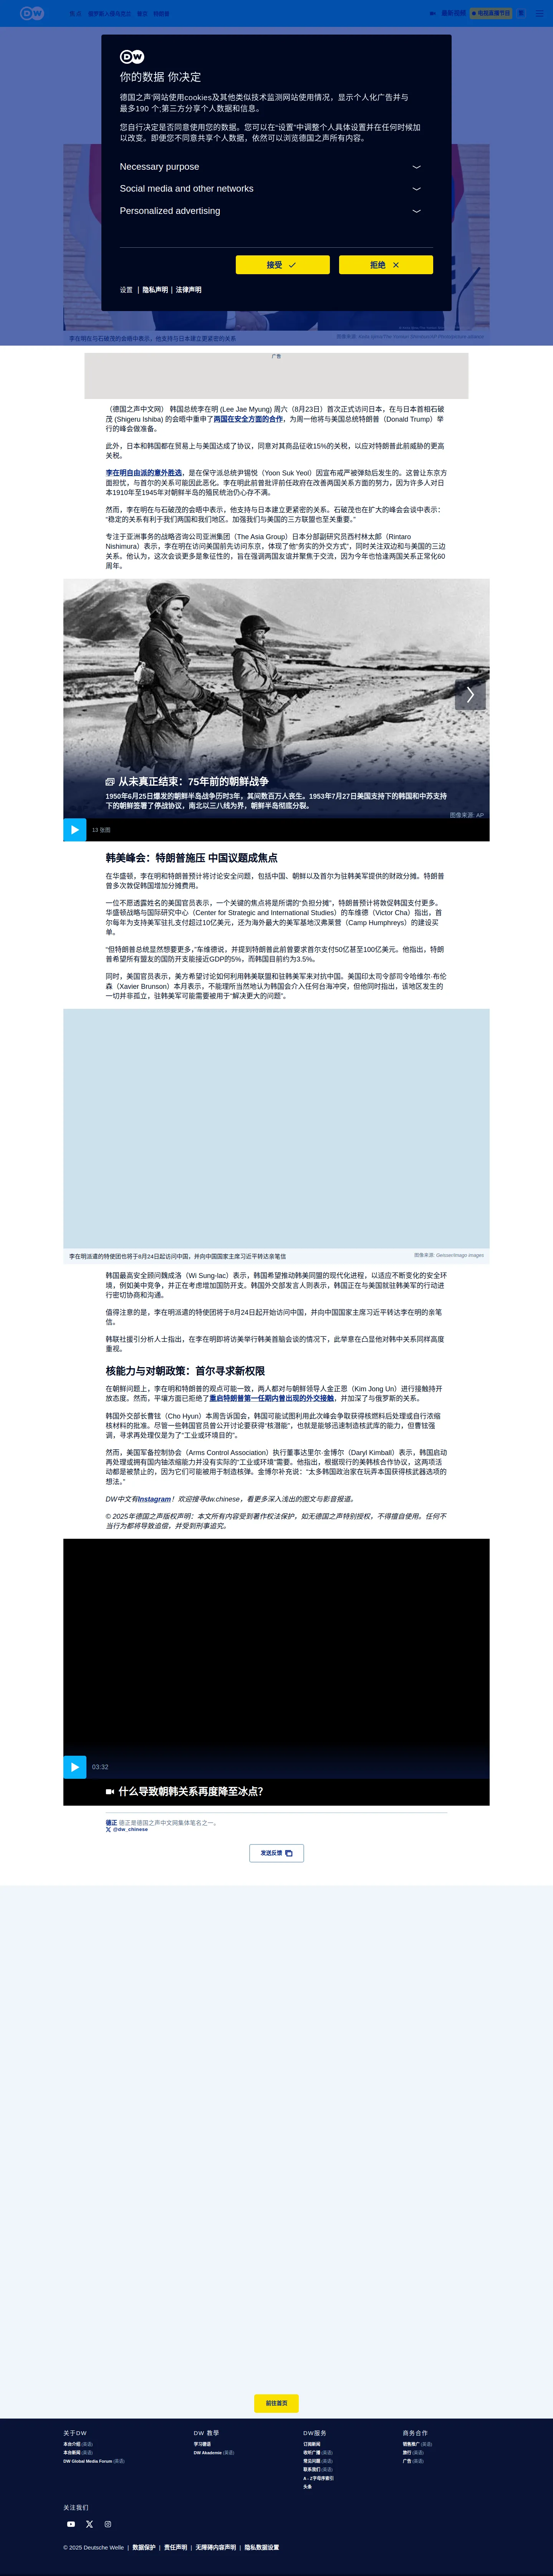 DW
最新视频
电视直播节目
你的数据 你决定
德国之声网站使用cookies及其他类似技术监测网站使用情况，显示个人化广告并与
最多190 个;第三方分享个人数据和信息。
您自行决定是否同意使用您的数据。您可以在“设置”中调整个人具体设置并在任何时候加
以改变。即便您不同意共享个人数据，依然可以浏览德国之声所有内容。
Necessary purpose
Social media and other networks
Personalized advertising
接受
拒绝
设置 | 隐私声明 | 法律声明
李在明在与石破茂的会晤中表示，他支持与日本建立更紧密的关系
广告
（德国之声中文网） 韩国总统李在明 (Lee Jae Myung) 周六（8月23日）首次正式访问日本，在与日本首相石破
茂 (Shigeru Ishiba) 的会晤中重申了两国在安全方面的合作，为周一他将与美国总统特朗普（Donald Trump）举
行的峰会做准备。
此外，日本和韩国都在贸易上与美国达成了协议，同意对其商品征收15%的关税，以应对特朗普此前威胁的更高
关税。
李在明自由派的意外胜选，是在保守派总统尹锡悦（Yoon Suk Yeol）因宣布戒严被弹劾后发生的。这曾让东京方
面担忧，与首尔的关系可能因此恶化。李在明此前曾批评前任政府在改善两国关系方面的努力，因为许多人对日
本1910年至1945年对朝鲜半岛的殖民统治仍心存不满。
然而，李在明在与石破茂的会晤中表示，他支持与日本建立更紧密的关系。石破茂也在扩大的峰会会谈中表示：
“稳定的关系有利于我们两国和我们地区。加强我们与美国的三方联盟也至关重要。”
专注于亚洲事务的战略咨询公司亚洲集团（The Asia Group）日本分部副研究员西村林太郎（Rintaro
Nishimura）表示，李在明在访问美国前先访问东京，体现了他“务实的外交方式”，同时关注双边和与美国的三边
关系。他认为，这次会谈更多是象征性的，旨在强调两国友谊并聚焦于交流，因为今年也恰逢两国关系正常化60
周年。
从未真正结束：75年前的朝鲜战争
1950年6月25日爆发的朝鲜半岛战争历时3年，其间数百万人丧生。1953年7月27日美国支持下的韩国和中苏支持
下的朝鲜签署了停战协议，南北以三八线为界，朝鲜半岛彻底分裂。
图像来源: AP
13 张图
韩美峰会：特朗普施压 中国议题成焦点
在华盛顿，李在明和特朗普预计将讨论安全问题，包括中国、朝鲜以及首尔为驻韩美军提供的财政分摊。特朗普
曾多次敦促韩国增加分摊费用。
一位不愿透露姓名的美国官员表示，一个关键的焦点将是所谓的“负担分摊”，特朗普预计将敦促韩国支付更多。
华盛顿战略与国际研究中心（Center for Strategic and International Studies）的车维德（Victor Cha）指出，首
尔每年为支持美军驻扎支付超过10亿美元，还为海外最大的美军基地汉弗莱营（Camp Humphreys）的建设买
单。
“但特朗普总统显然想要更多，”车维德说，并提到特朗普此前曾要求首尔支付50亿甚至100亿美元。他指出，特朗
普希望所有盟友的国防开支能接近GDP的5%，而韩国目前约为3.5%。
同时，美国官员表示，美方希望讨论如何利用韩美联盟和驻韩美军来对抗中国。美国印太司令部司令哈维尔·布伦
森（Xavier Brunson）本月表示，不能理所当然地认为韩国会介入任何台海冲突，但他同时指出，该地区发生的
一切并非孤立，驻韩美军可能需要被用于“解决更大的问题”。
李在明派遣的特使团也将于8月24日起访问中国，并向中国国家主席习近平转达亲笔信
图像来源: Geisser/imago images
韩国最高安全顾问魏成洛（Wi Sung-lac）表示，韩国希望推动韩美同盟的现代化进程，以适应不断变化的安全环
境，例如美中竞争，并正在考虑增加国防开支。韩国外交部发言人则表示，韩国正在与美国就驻韩美军的行动进
行密切协商和沟通。
值得注意的是，李在明派遣的特使团将于8月24日起开始访问中国，并向中国国家主席习近平转达李在明的亲笔
信。
韩联社援引分析人士指出，在李在明即将访美举行韩美首脑会谈的情况下，此举意在凸显他对韩中关系同样高度
重视。
核能力与对朝政策：首尔寻求新权限
在朝鲜问题上，李在明和特朗普的观点可能一致，两人都对与朝鲜领导人金正恩（Kim Jong Un）进行接触持开
放态度。然而，平壤方面已拒绝了重启特朗普第一任期内曾出现的外交接触，并加深了与俄罗斯的关系。
韩国外交部长曹铉（Cho Hyun）本周告诉国会，韩国可能试图利用此次峰会争取获得核燃料后处理或自行浓缩
核材料的批准。尽管一些韩国官员曾公开讨论要获得“核潜能”，也就是能够迅速制造核武库的能力，但曹铉强
调，寻求再处理仅是为了“工业或环境目的”。
然而，美国军备控制协会（Arms Control Association）执行董事达里尔·金博尔（Daryl Kimball）表示，韩国启动
再处理或拥有国内铀浓缩能力并没有实际的“工业或环境”需要。他指出，根据现行的美韩核合作协议，这两项活
动都是被禁止的，因为它们可能被用于制造核弹。金博尔补充说：“太多韩国政治家在玩弄本国获得核武器选项的
想法。”
DW中文有Instagram！欢迎搜寻dw.chinese，看更多深入浅出的图文与影音报道。
© 2025年德国之声版权声明：本文所有内容受到著作权法保护，如无德国之声特别授权，不得擅自使用。任何不
当行为都将导致追偿，并受到刑事追究。
03:32
什么导致朝韩关系再度降至冰点？
德正 德正是德国之声中文网集体笔名之一。
@dw_chinese
发送反馈
前往首页
关于DW
本台介绍 (英语)
本台新闻 (英语)
DW Global Media Forum (英语)
DW 教學
学习德语
DW Akademie (英语)
DW服务
订阅新闻
收听广播 (英语)
常见问题 (英语)
联系我们 (英语)
A - Z字母序索引
头条
商务合作
销售推广 (英语)
旅行 (英语)
广告 (英语)
关注我们
© 2025 Deutsche Welle | 数据保护 | 责任声明 | 无障碍内容声明 | 隐私数据设置